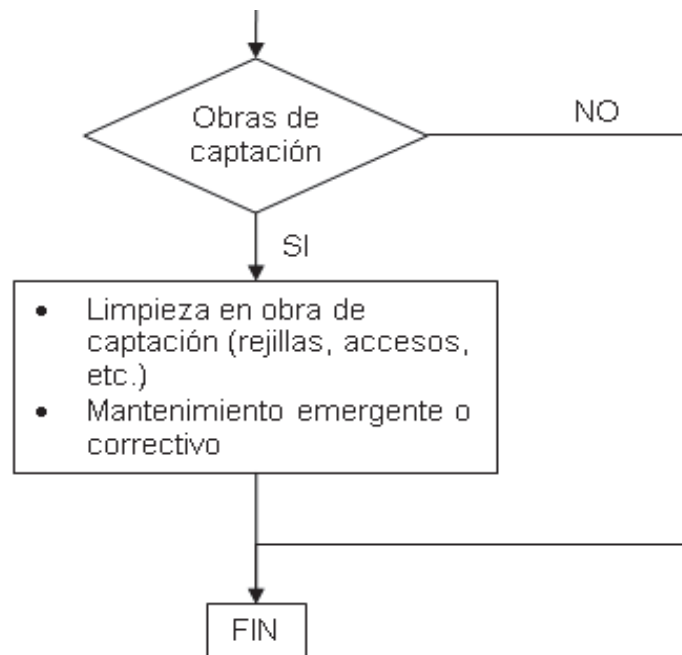 Obras de
captación
NO
SI
• Limpieza en obra de
captación (rejillas, accesos,
etc.)
• Mantenimiento emergente o
correctivo
FIN